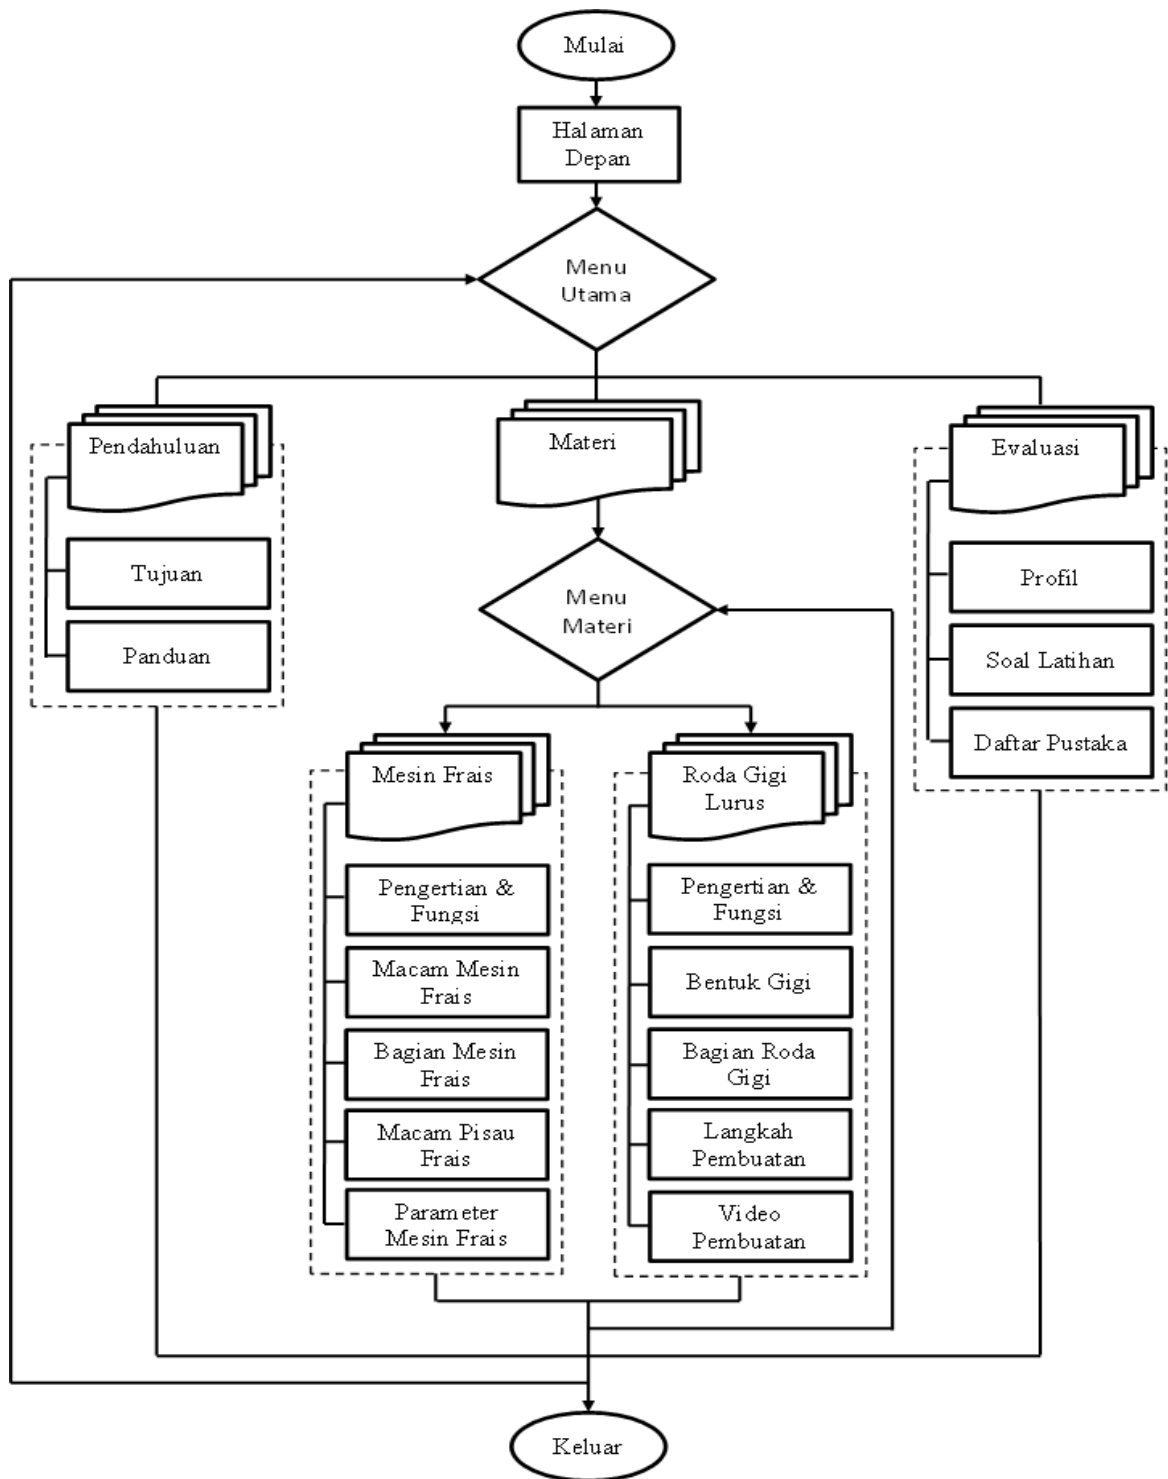 Mulai
Halaman
Depan
Menu
Utama
Pendahuluan
Tujuan
Panduan
Materi
Menu
Materi
Mesin Frais
Pengertian &
Fungsi
Macam Mesin
Frais
Bagian Mesin
Frais
Macam Pisau
Frais
Parameter
Mesin Frais
Roda Gigi
Lurus
Pengertian &
Fungsi
Bentuk Gigi
Bagian Roda
Gigi
Langkah
Pembuatan
Video
Pembuatan
Evaluasi
Profil
Soal Latihan
Daftar Pustaka
Keluar